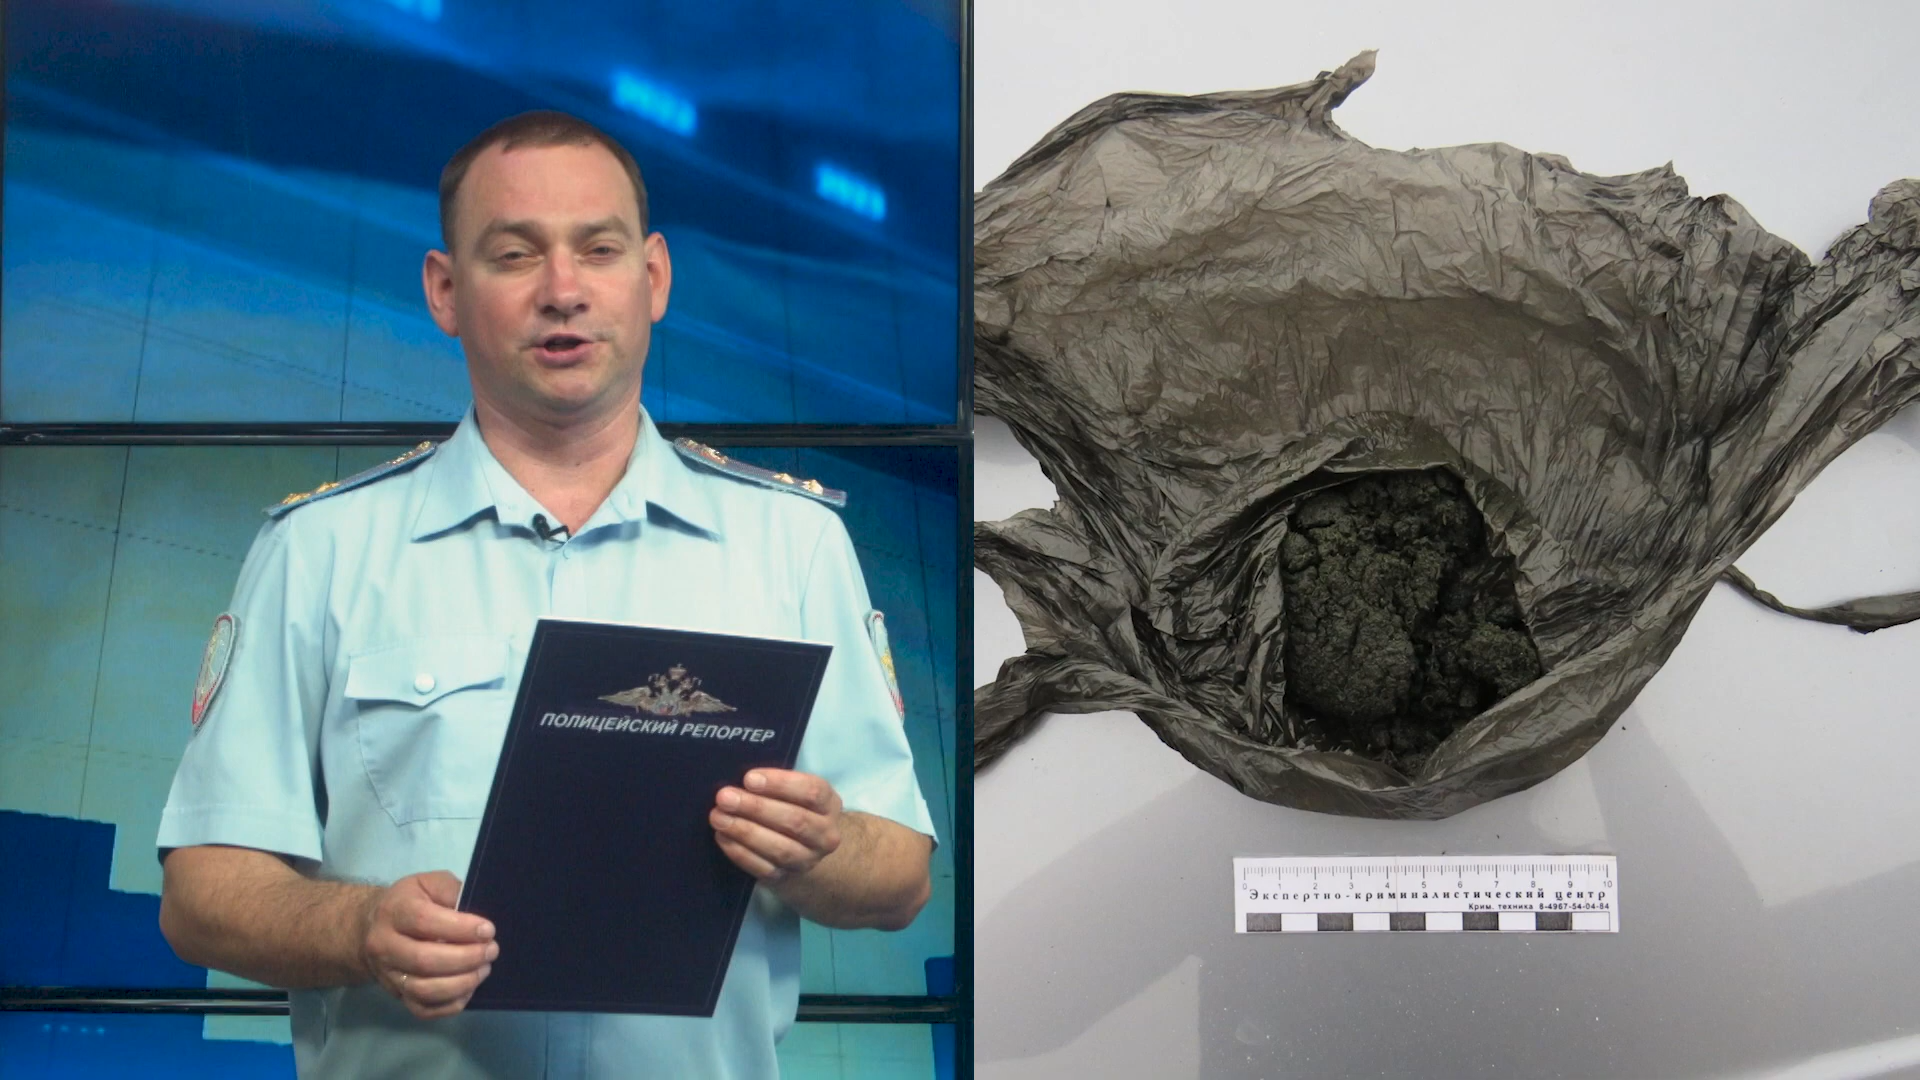 ПОЛИЦЕЙСКИЙ РЕПОРТЕР
0 1 2 3 4 5 6 7 8 9 10
Экспертно-криминалистический центр
Крим. техника 8-4967-54-04-84